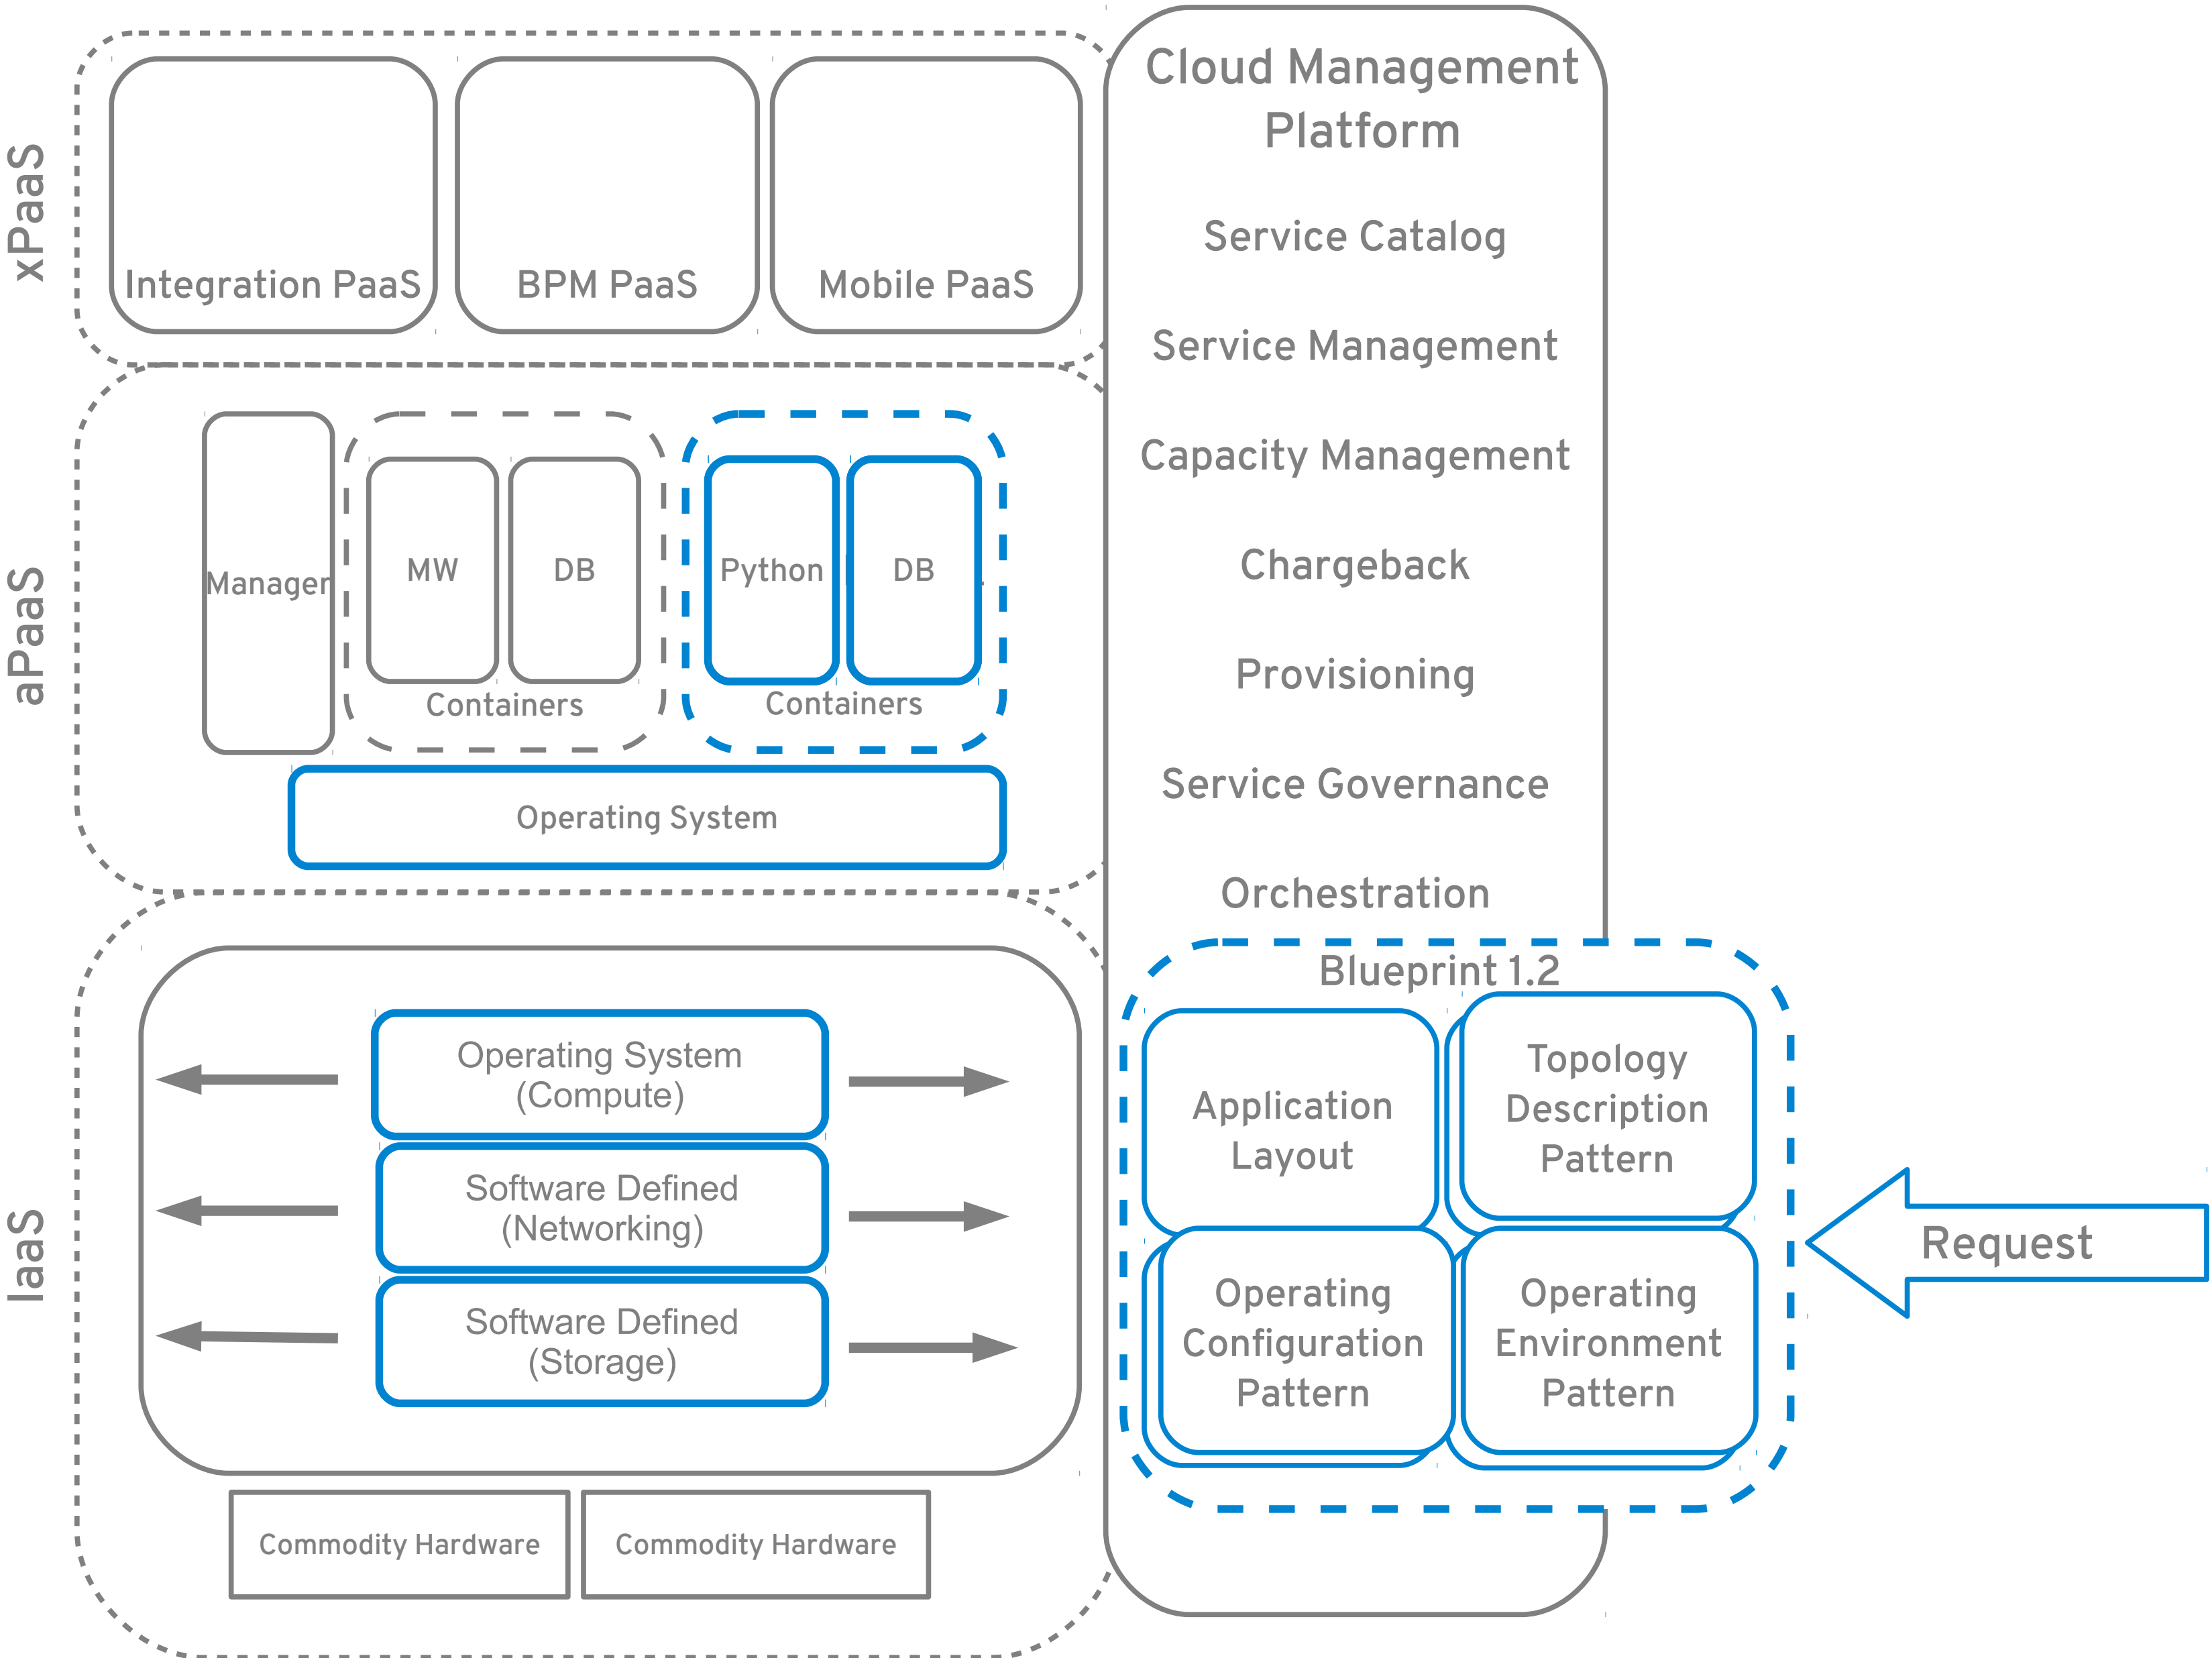 xPaaS
Integration PaaS
BPM PaaS
Mobile PaaS
aPaaS
Manager
MW
DB
Containers
Python
DB
Containers
Operating System
IaaS
Operating System
(Compute)
Software Defined
(Networking)
Software Defined
(Storage)
Commodity Hardware
Commodity Hardware
Cloud Management
Platform
Service Catalog
Service Management
Capacity Management
Chargeback
Provisioning
Service Governance
Orchestration
Blueprint 1.2
Application
Layout
Topology
Description
Pattern
Operating
Configuration
Pattern
Operating
Environment
Pattern
Request